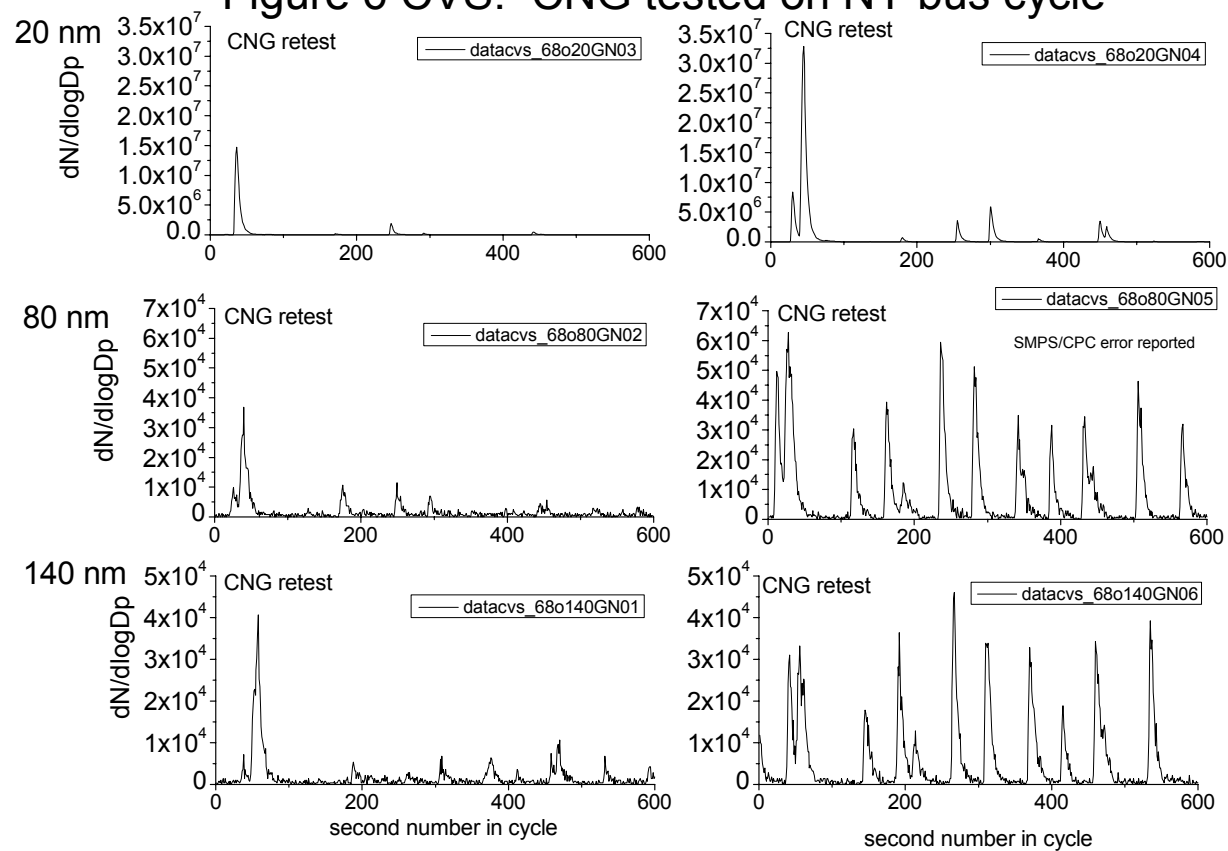 Figure 6 CVS: CNG tested on NY bus cycle
20 nm
dN/dlogDp
3.5x10^7
3.0x10^7
2.5x10^7
2.0x10^7
1.5x10^7
1.0x10^7
5.0x10^6
0.0
CNG retest
datacvs_68o20GN03
0 200 400 600
3.5x10^7
3.0x10^7
2.5x10^7
2.0x10^7
1.5x10^7
1.0x10^7
5.0x10^6
0.0
CNG retest
datacvs_68o20GN04
0 200 400 600
80 nm
dN/dlogDp
7x10^4
6x10^4
5x10^4
4x10^4
3x10^4
2x10^4
1x10^4
0
CNG retest
datacvs_68o80GN02
0 200 400 600
7x10^4
6x10^4
5x10^4
4x10^4
3x10^4
2x10^4
1x10^4
0
CNG retest
datacvs_68o80GN05
SMPS/CPC error reported
0 200 400 600
140 nm
dN/dlogDp
5x10^4
4x10^4
3x10^4
2x10^4
1x10^4
0
CNG retest
datacvs_68o140GN01
0 200 400 600
second number in cycle
5x10^4
4x10^4
3x10^4
2x10^4
1x10^4
0
CNG retest
datacvs_68o140GN06
0 200 400 600
second number in cycle